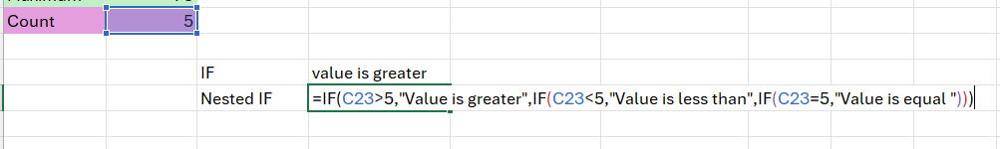 Count 5
IF value is greater
Nested IF =IF(C23>5,"Value is greater",IF(C23<5,"Value is less than",IF(C23=5,"Value is equal ")))